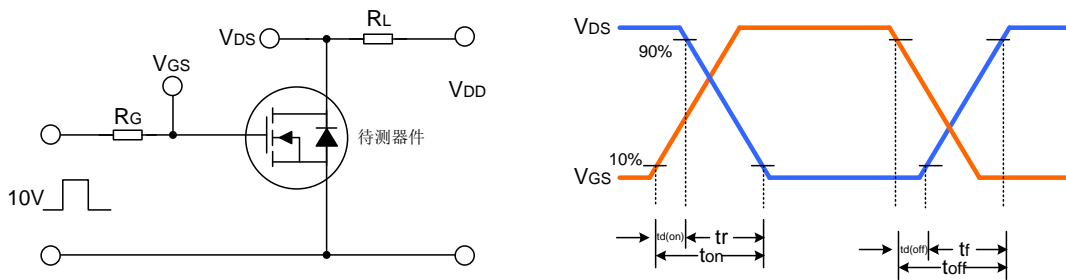 VDS
RL
VGS
VDD
RG
待测器件
10V
VDS
90%
10%
VGS
td(on)
tr
ton
td(off)
tf
toff